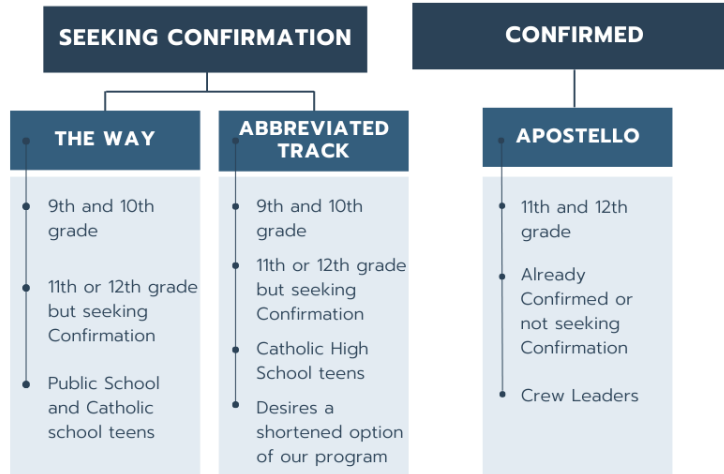 SEEKING CONFIRMATION
CONFIRMED
THE WAY
9th and 10th
grade
11th or 12th grade
but seeking
Confirmation
Public School
and Catholic
school teens
ABBREVIATED
TRACK
9th and 10th
grade
11th or 12th grade
but seeking
Confirmation
Catholic High
School teens
Desires a
shortened option
of our program
APOSTELLO
11th and 12th
grade
Already
Confirmed or
not seeking
Confirmation
Crew Leaders